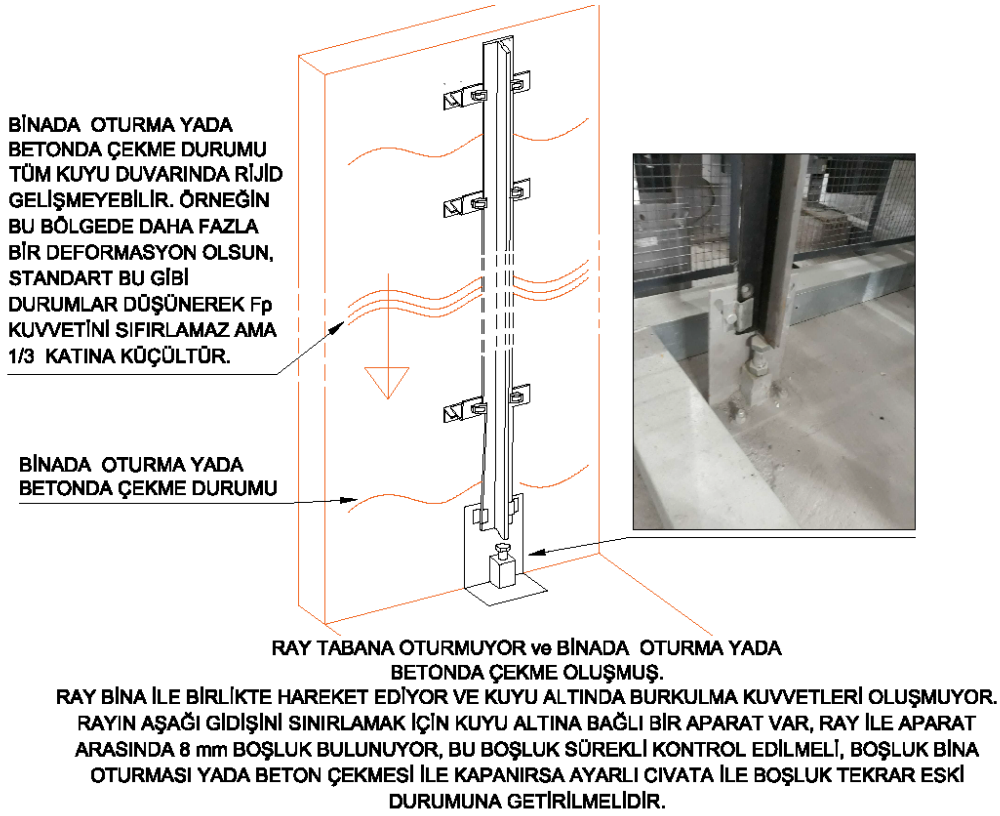 BİNADA OTURMA YADA
BETONDA ÇEKME DURUMU
TÜM KUYU DUVARINDA RİJİD
GELİŞMEYEBİLİR. ÖRNEĞİN
BU BÖLGEDE DAHA FAZLA
BİR DEFORMASYON OLSUN,
STANDART BU GİBİ
DURUMLAR DÜŞÜNEREK Fp
KUVVETİNİ SIFIRLAMAZ AMA
1/3 KATINA KÜÇÜLTÜR.
BİNADA OTURMA YADA
BETONDA ÇEKME DURUMU
RAY TABANA OTURMUYOR ve BİNADA OTURMA YADA
BETONDA ÇEKME OLUŞMUŞ.
RAY BİNA İLE BİRLİKTE HAREKET EDİYOR VE KUYU ALTINDA BURKULMA KUVVETLERİ OLUŞMUYOR.
RAYIN AŞAĞI GİDİŞİNİ SINIRLAMAK İÇİN KUYU ALTINA BAĞLI BİR APARAT VAR, RAY İLE APARAT
ARASINDA 8 mm BOŞLUK BULUNUYOR, BU BOŞLUK SÜREKLİ KONTROL EDİLMELİ, BOŞLUK BİNA
OTURMASI YADA BETON ÇEKMESİ İLE KAPANIRSA AYARLI CIVATA İLE BOŞLUK TEKRAR ESKİ
DURUMUNA GETİRİLMELİDİR.